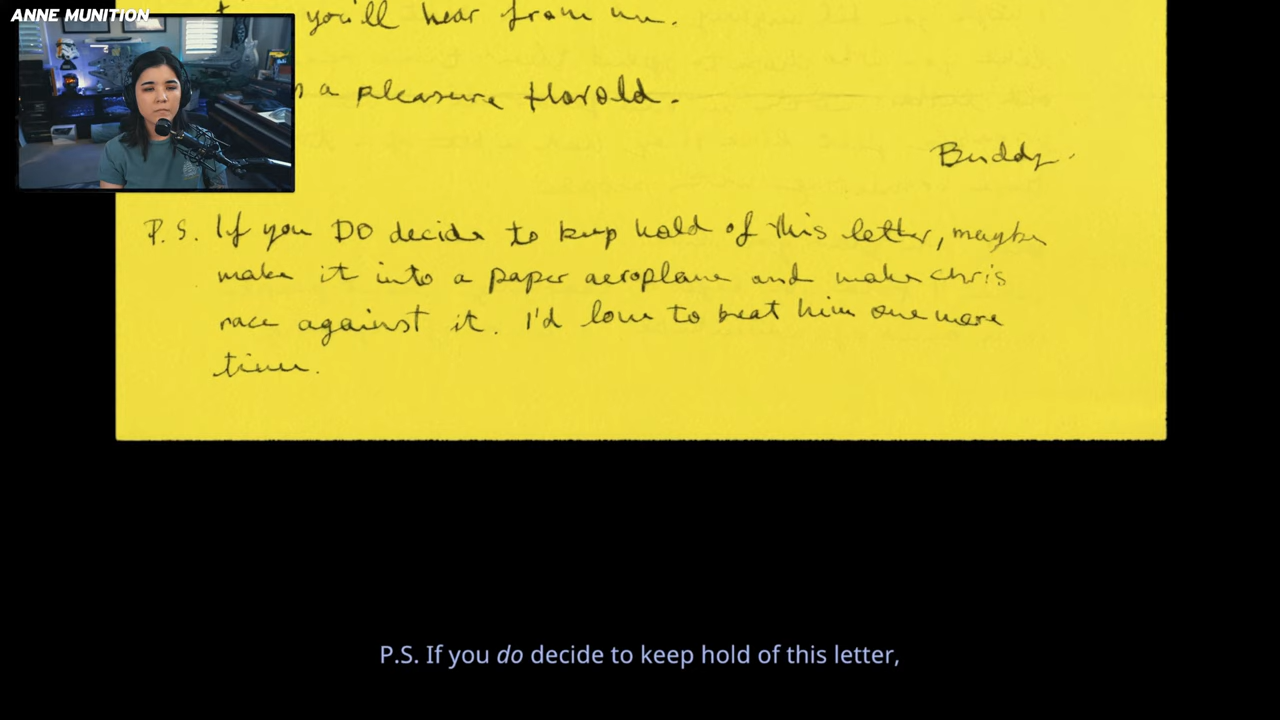 ANNE MUNITION
you'll hear from me.
a pleasure Harold.
Buddy.
P.S. If you DO decide to keep hold of this letter, maybe
make it into a paper aeroplane and make chris
race against it. I'd love to beat him one more
time.
P.S. If you do decide to keep hold of this letter,